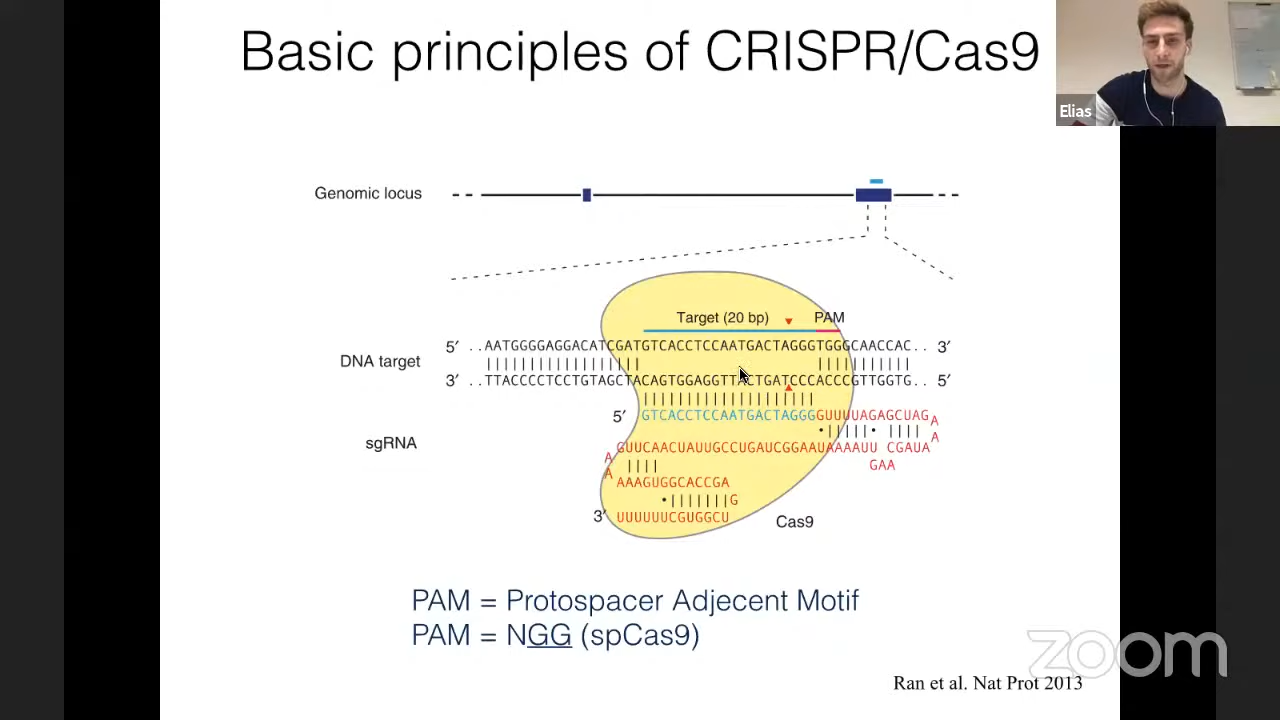 Basic principles of CRISPR/Cas9
Elias
Genomic locus
Target (20 bp)
PAM
5′ ..AATGGGGAGGACATCGATGTCACCTCCAATGACTAGGGTGGGCAACCAC.. 3′
DNA target
3′ ..TTACCCCTCCTGTAGCTACAGTGGAGGTTACTGATCCCACCCGTTGGTG.. 5′
5′ GTCACCTCCAATGACTAGGGGUUUUAGAGCUAGA
A
sgRNA
GUUCAACUAUUGCCUGAUCGGAAUAAAAUU CGAUA
A
GAA
A
AAAGUGGCACCGA
G
3′ UUUUUUCGUGGCU
Cas9
PAM = Protospacer Adjecent Motif
PAM = NGG (spCas9)
zoom
Ran et al. Nat Prot 2013